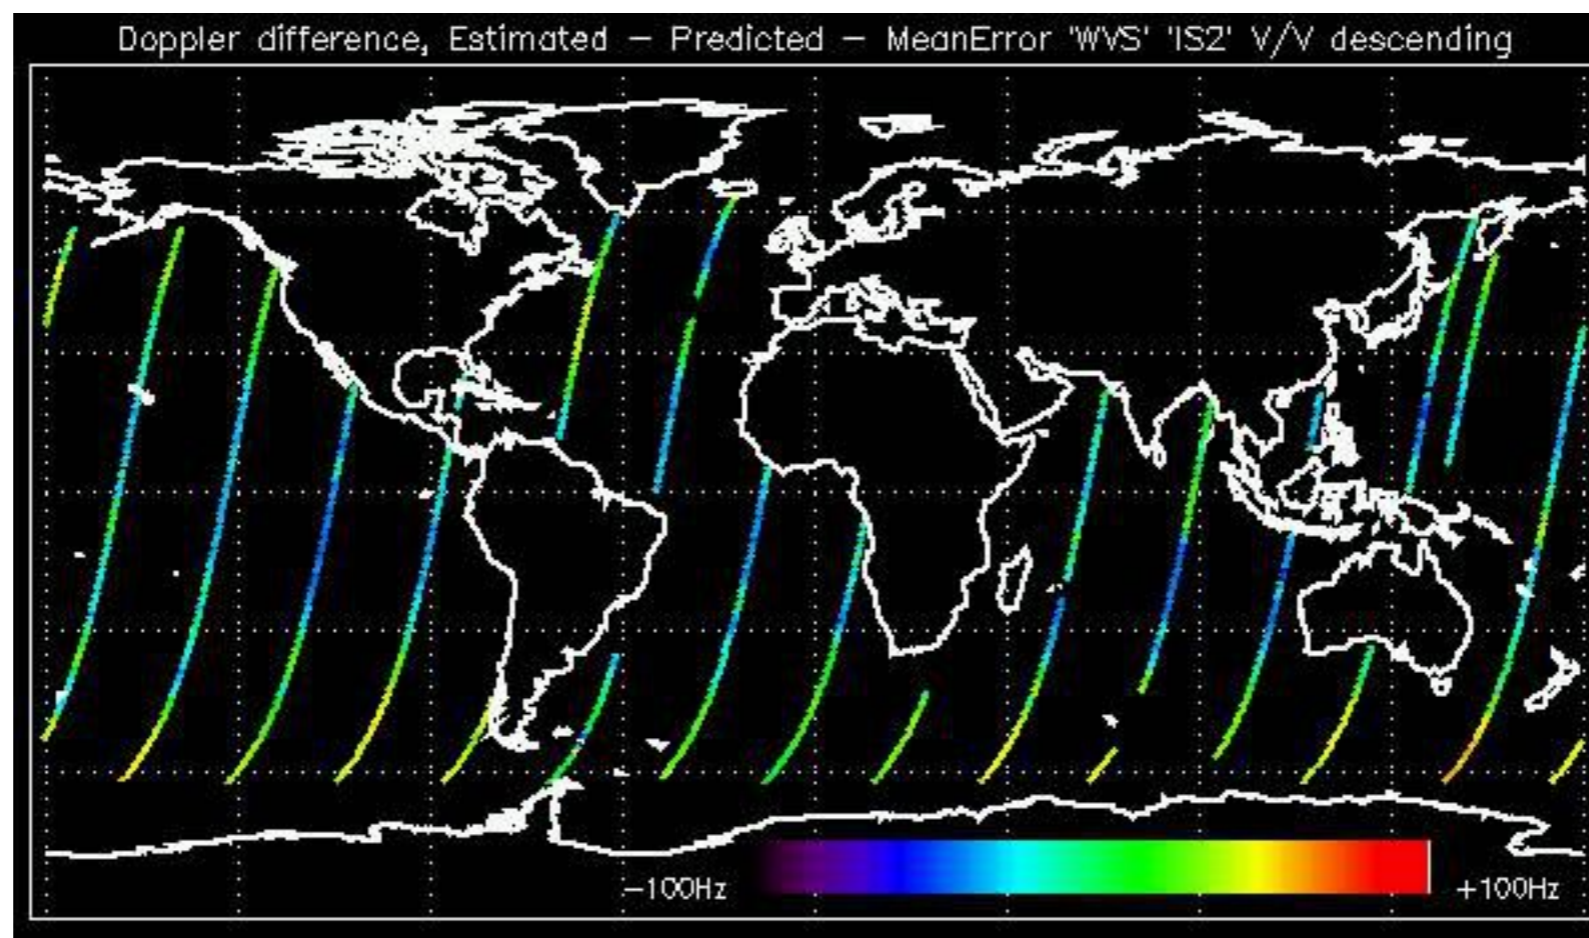 Doppler difference, Estimated – Predicted – MeanError 'WVS' 'IS2' V/V descending
–100Hz
+100Hz